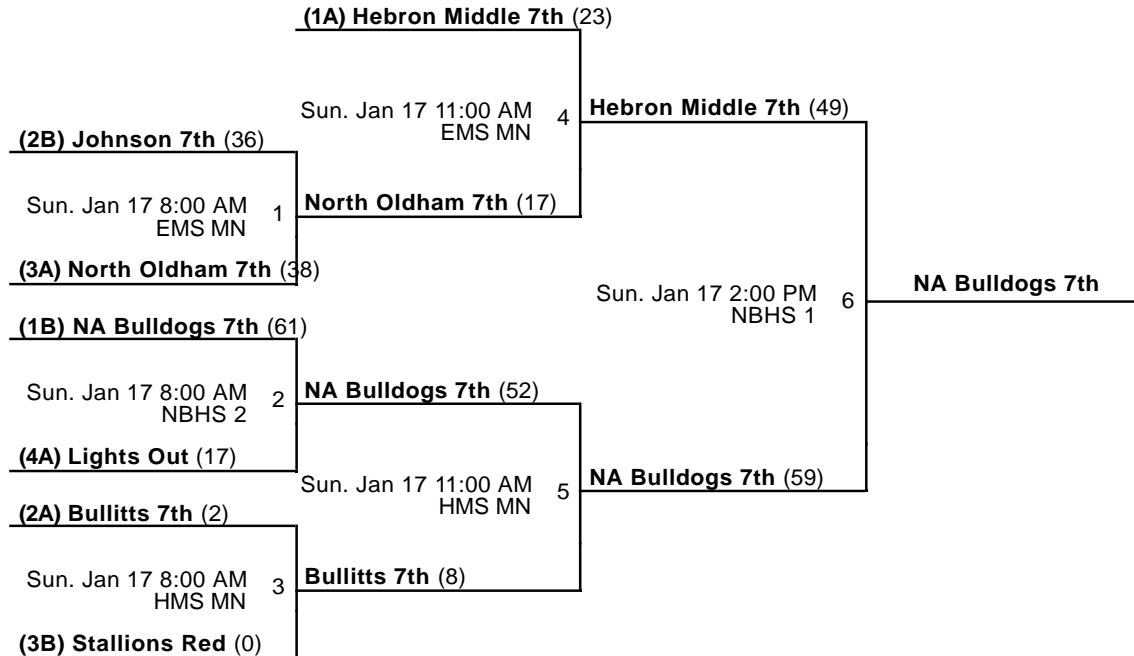 (1A) Hebron Middle 7th (23)
Sun. Jan 17 11:00 AM
EMS MN
4
Hebron Middle 7th (49)
(2B) Johnson 7th (36)
Sun. Jan 17 8:00 AM
EMS MN
1
North Oldham 7th (17)
(3A) North Oldham 7th (38)
Sun. Jan 17 2:00 PM
NBHS 1
6
NA Bulldogs 7th
(1B) NA Bulldogs 7th (61)
Sun. Jan 17 8:00 AM
NBHS 2
2
NA Bulldogs 7th (52)
(4A) Lights Out (17)
Sun. Jan 17 11:00 AM
HMS MN
5
NA Bulldogs 7th (59)
(2A) Bullitts 7th (2)
Sun. Jan 17 8:00 AM
HMS MN
3
Bullitts 7th (8)
(3B) Stallions Red (0)